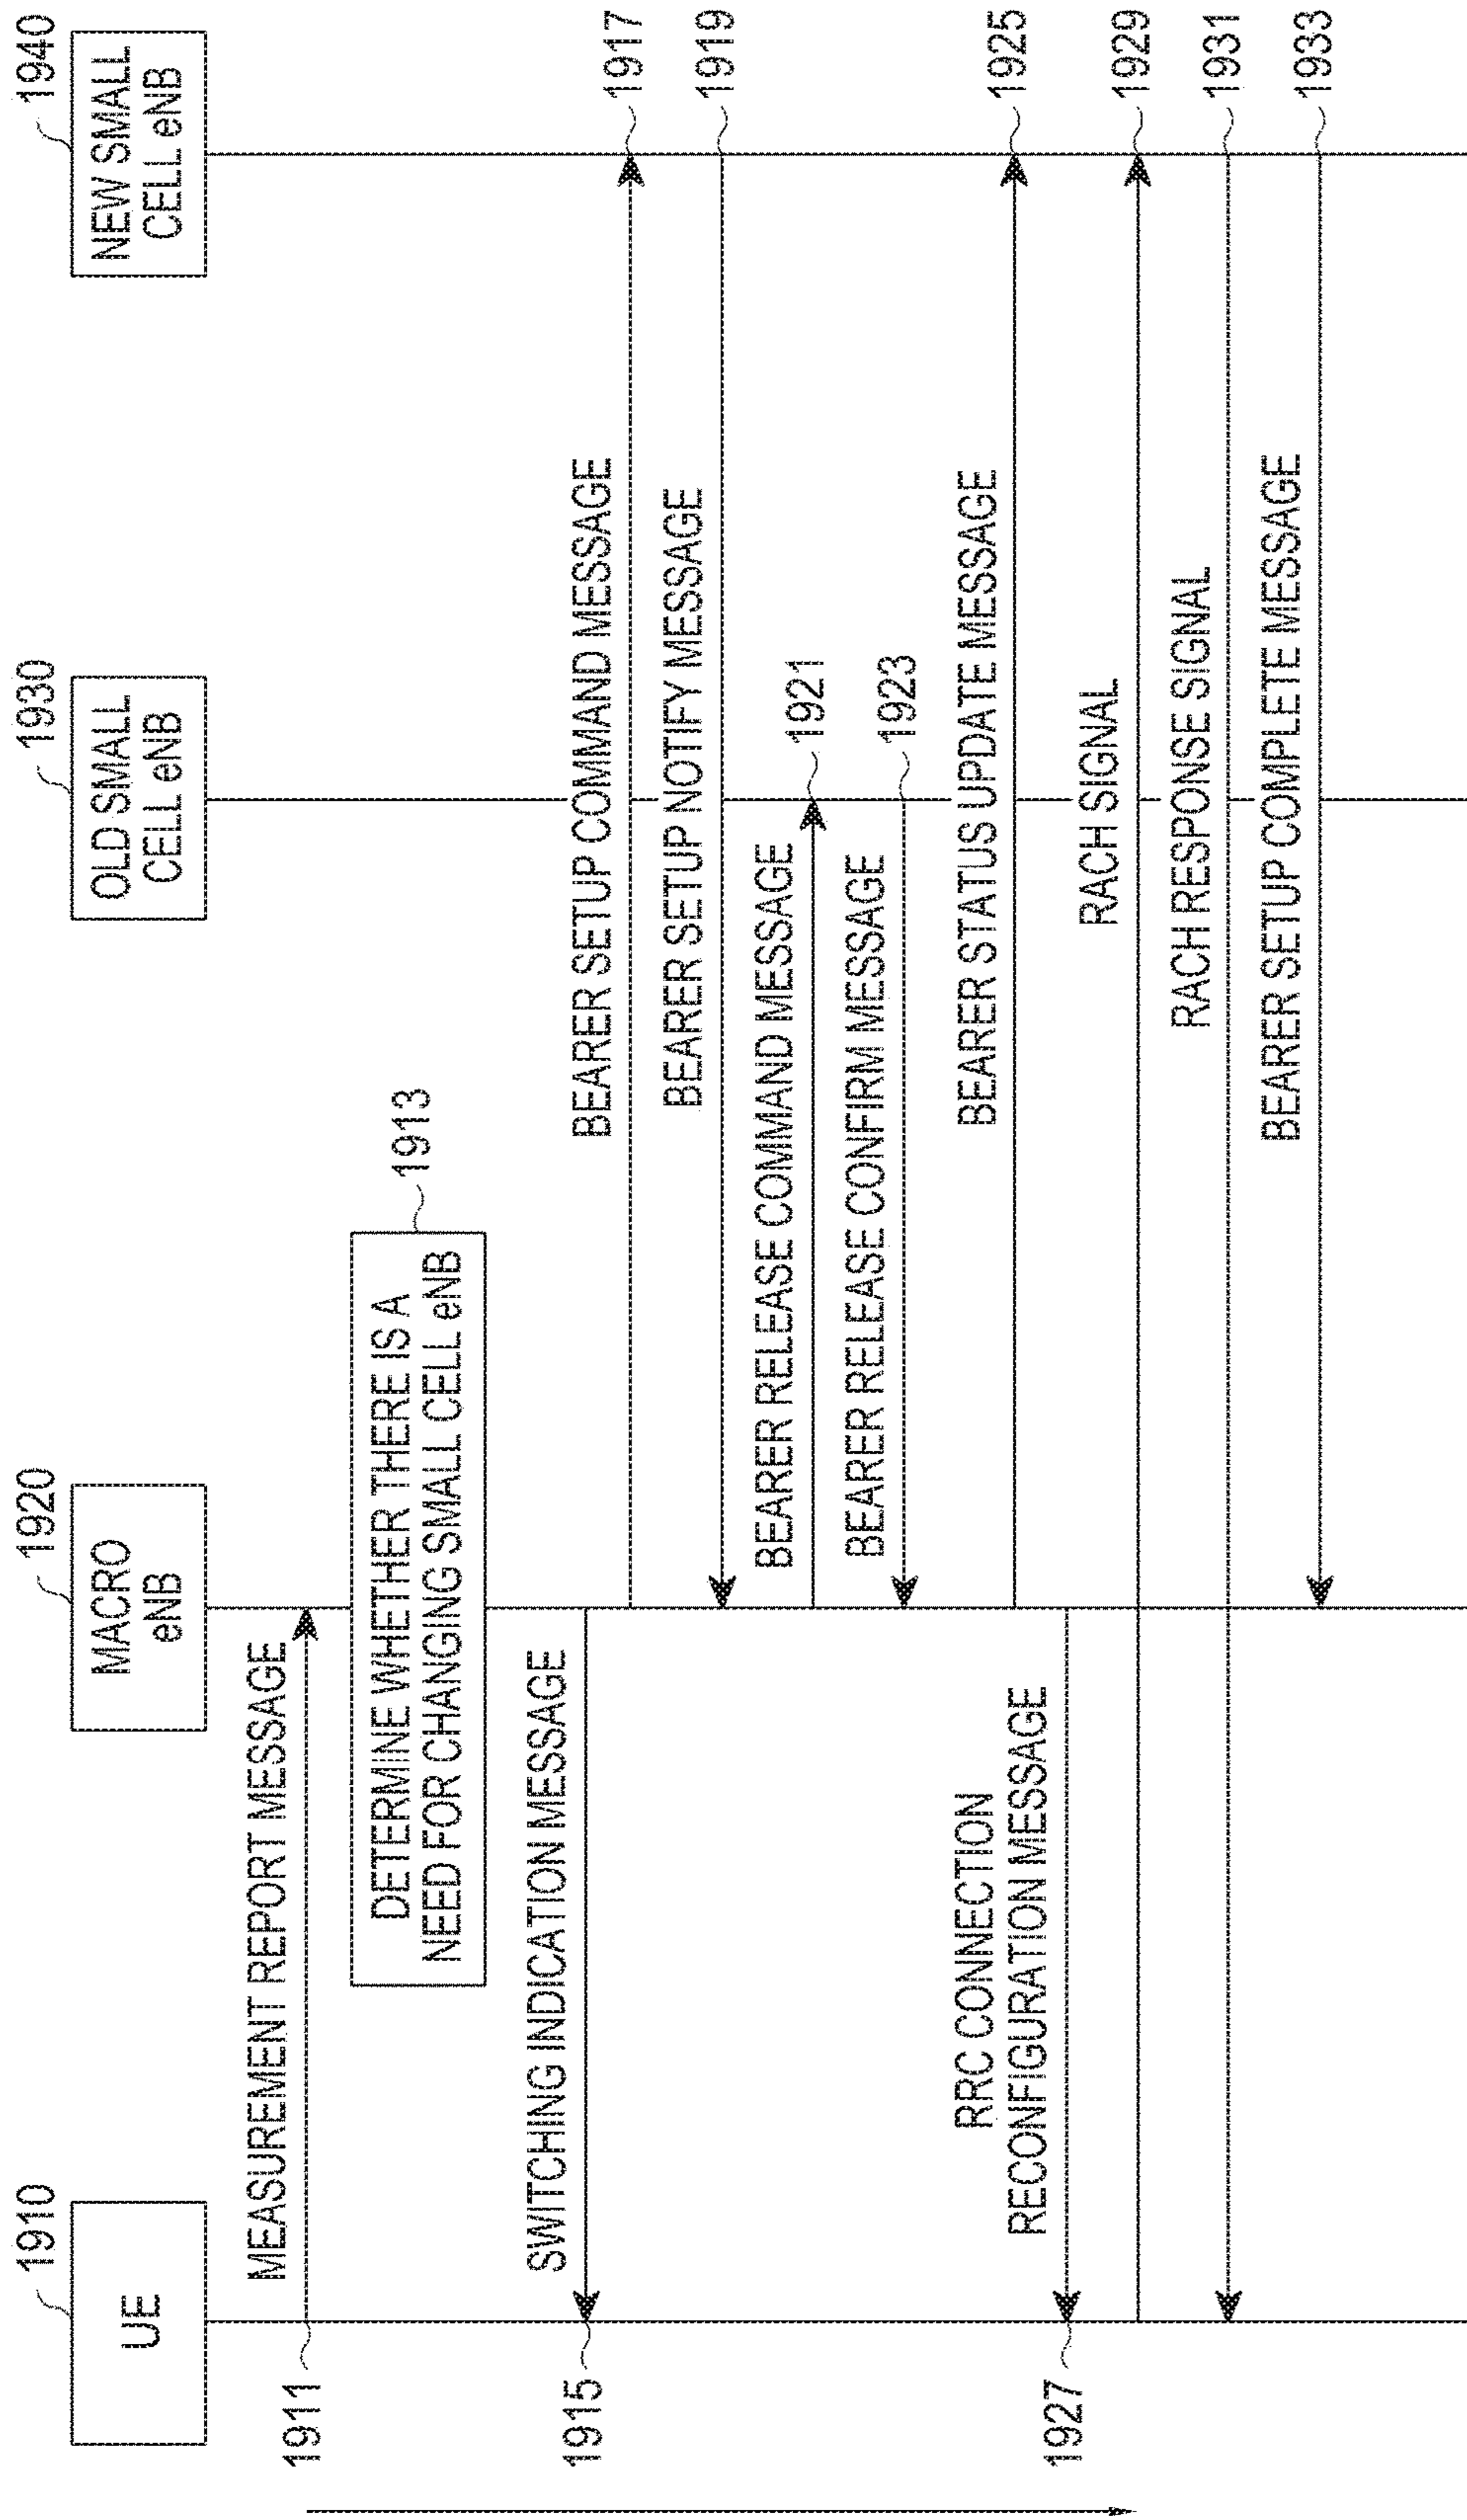 1910
UE
1920
MACRO
eNB
1930
OLD SMALL
CELL eNB
1940
NEW SMALL
CELL eNB
MEASUREMENT REPORT MESSAGE
1911
DETERMINE WHETHER THERE IS A
NEED FOR CHANGING SMALL CELL eNB
1913
SWITCHING INDICATION MESSAGE
1915
BEARER SETUP COMMAND MESSAGE
1917
BEARER SETUP NOTIFY MESSAGE
1919
BEARER RELEASE COMMAND MESSAGE
1921
BEARER RELEASE CONFIRM MESSAGE
1923
BEARER STATUS UPDATE MESSAGE
1925
RRC CONNECTION
RECONFIGURATION MESSAGE
1927
RACH SIGNAL
1929
RACH RESPONSE SIGNAL
1931
BEARER SETUP COMPLETE MESSAGE
1933